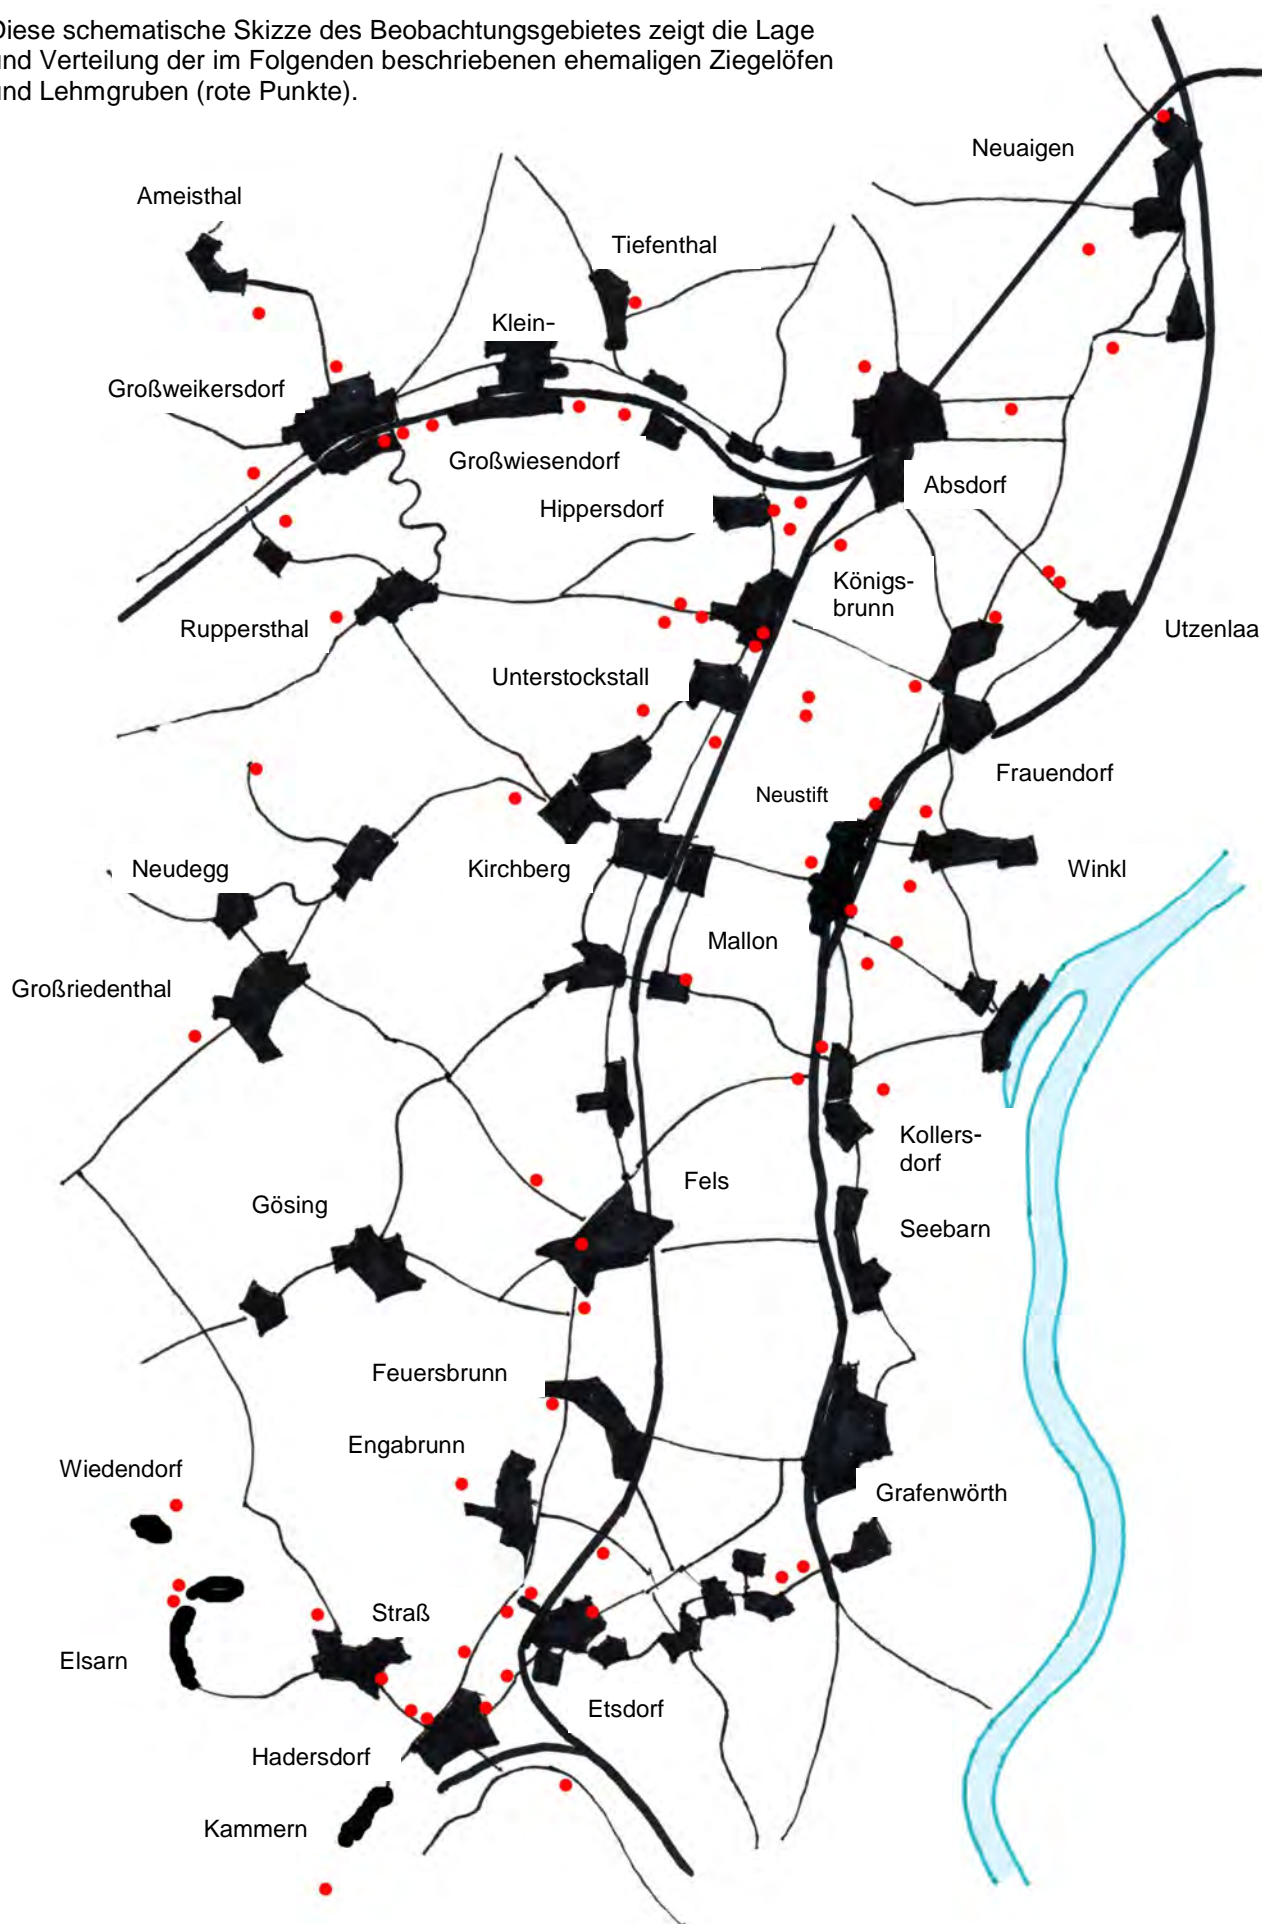 Diese schematische Skizze des Beobachtungsgebietes zeigt die Lage
und Verteilung der im Folgenden beschriebenen ehemaligen Ziegelöfen
und Lehmgruben (rote Punkte).
Neuaigen
Ameisthal
Tiefenthal
Klein-
Großweikersdorf
Großwiesendorf
Absdorf
Hippersdorf
Königs-
brunn
Ruppersthal
Utzenlaa
Unterstockstall
Frauendorf
Neustift
Neudegg
Kirchberg
Winkl
Mallon
Großriedenthal
Kollers-
dorf
Fels
Gösing
Seebarn
Feuersbrunn
Engabrunn
Wiedendorf
Grafenwörth
Straß
Elsarn
Etsdorf
Hadersdorf
Kammern